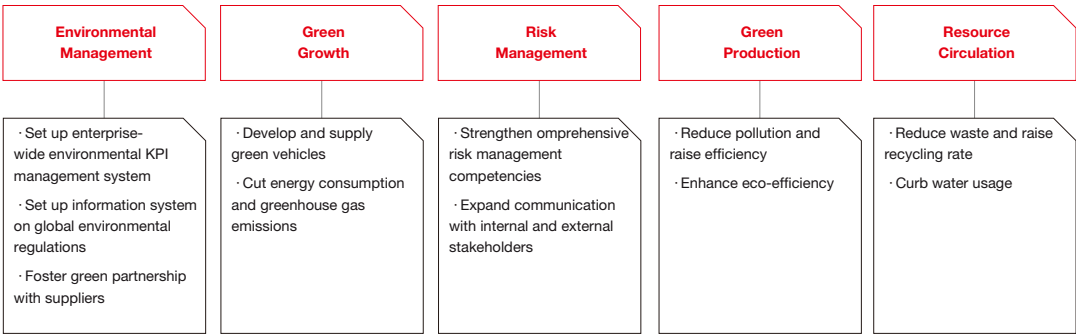 Environmental
Management
Green
Growth
Risk
Management
Green
Production
Resource
Circulation
· Set up enterprise-
wide environmental KPI
management system
· Set up information system
on global environmental
regulations
· Foster green partnership
with suppliers
· Develop and supply
green vehicles
· Cut energy consumption
and greenhouse gas
emissions
· Strengthen omprehensive
risk management
competencies
· Expand communication
with internal and external
stakeholders
· Reduce pollution and
raise efficiency
· Enhance eco-efficiency
· Reduce waste and raise
recycling rate
· Curb water usage